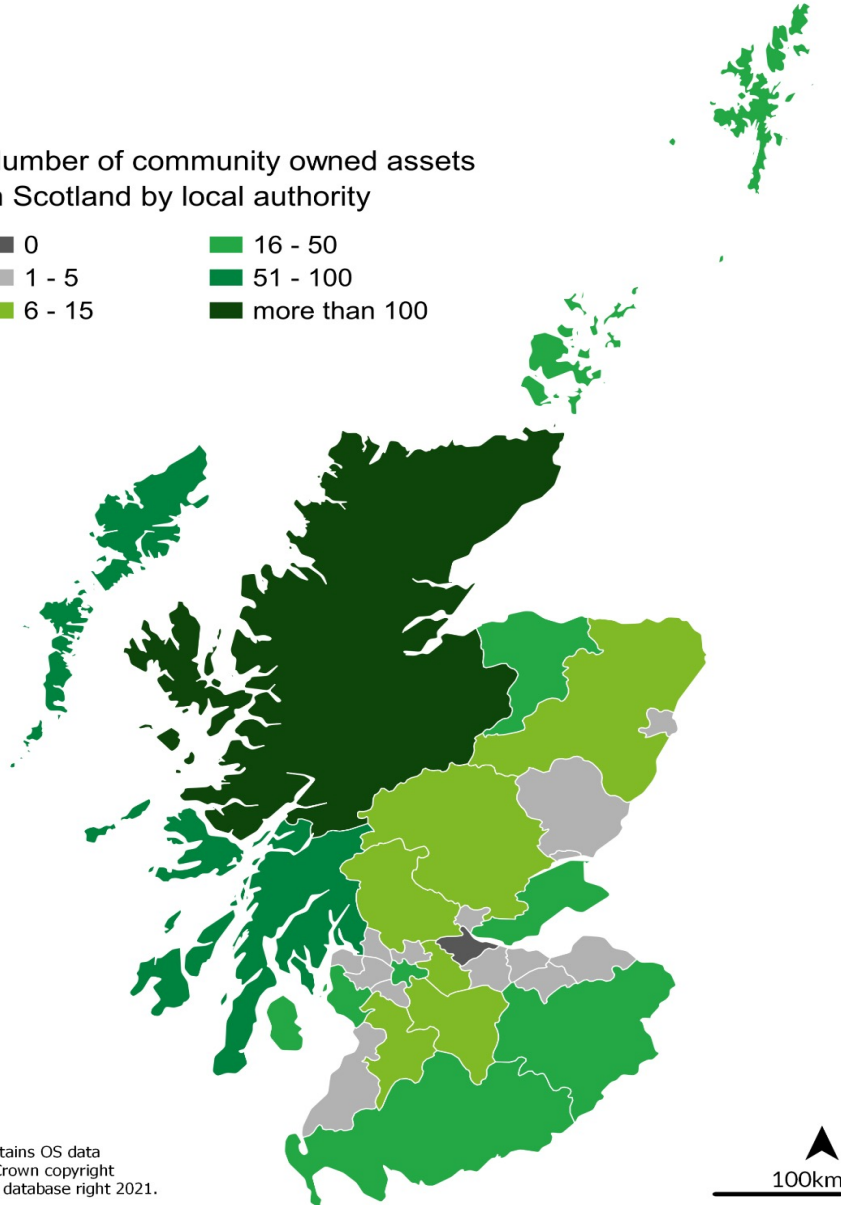 umber of community owned assets
Scotland by local authority
0
16 - 50
1 - 5
51 - 100
6 - 15
more than 100
tains OS data
Crown copyright
database right 2021.
100km